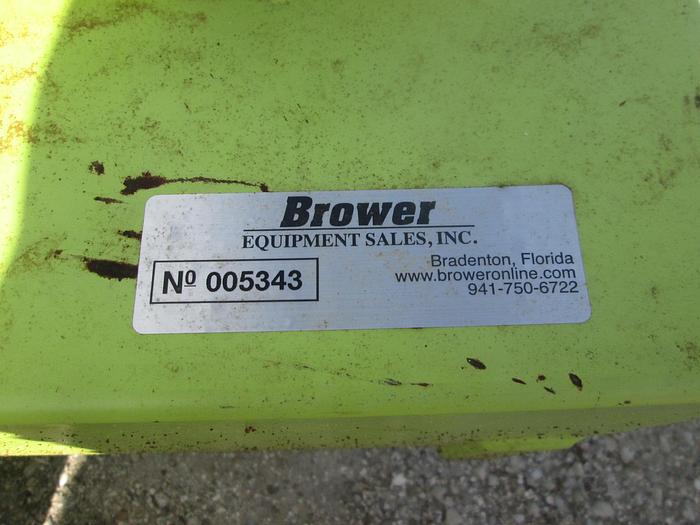 Brower
EQUIPMENT SALES, INC.
Nº 005343
Bradenton, Florida
www.broweronline.com
941-750-6722